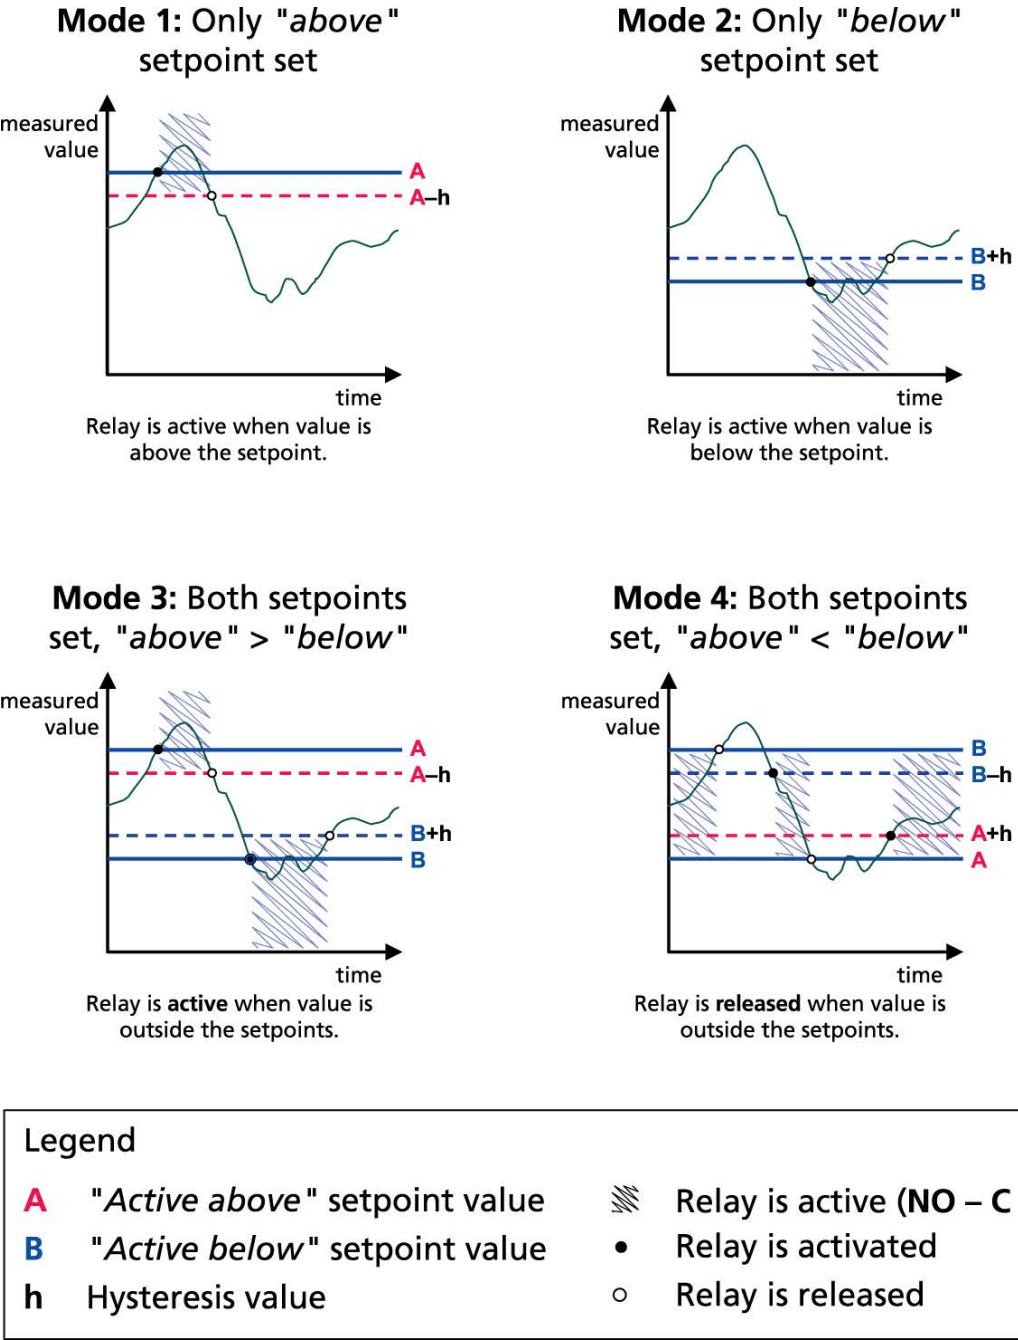 Mode 1: Only "above"
setpoint set
measured
value
A
A–h
time
Relay is active when value is
above the setpoint.
Mode 2: Only "below"
setpoint set
measured
value
B+h
B
time
Relay is active when value is
below the setpoint.
Mode 3: Both setpoints
set, "above" > "below"
measured
value
A
A–h
B+h
B
time
Relay is active when value is
outside the setpoints.
Mode 4: Both setpoints
set, "above" < "below"
measured
value
B
B–h
A+h
A
time
Relay is released when value is
outside the setpoints.
Legend
A "Active above" setpoint value
B "Active below" setpoint value
h Hysteresis value
Relay is active (NO – C
Relay is activated
Relay is released